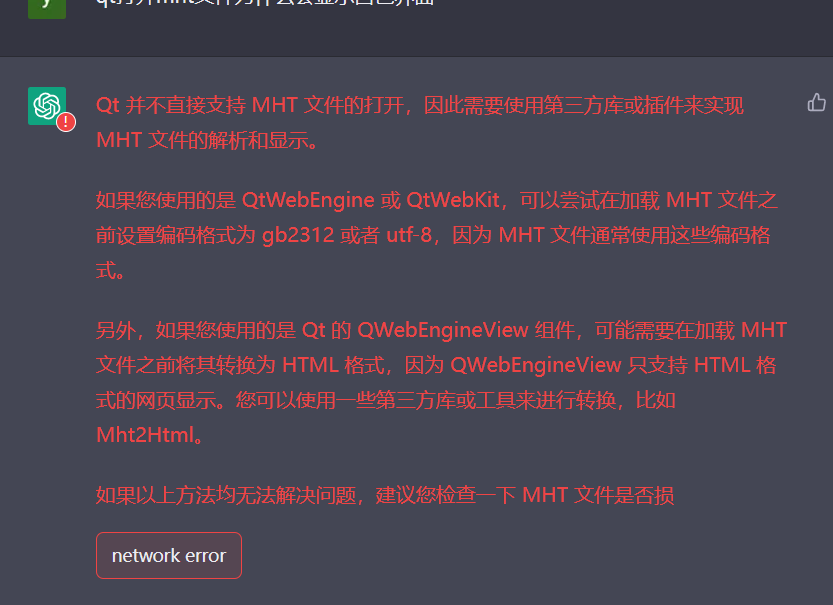 y
Qt 并不直接支持 MHT 文件的打开，因此需要使用第三方库或插件来实现
MHT 文件的解析和显示。
如果您使用的是 QtWebEngine 或 QtWebKit，可以尝试在加载 MHT 文件之
前设置编码格式为 gb2312 或者 utf-8，因为 MHT 文件通常使用这些编码格
式。
另外，如果您使用的是 Qt 的 QWebEngineView 组件，可能需要在加载 MHT
文件之前将其转换为 HTML 格式，因为 QWebEngineView 只支持 HTML 格
式的网页显示。您可以使用一些第三方库或工具来进行转换，比如
Mht2Html。
如果以上方法均无法解决问题，建议您检查一下 MHT 文件是否损
network error